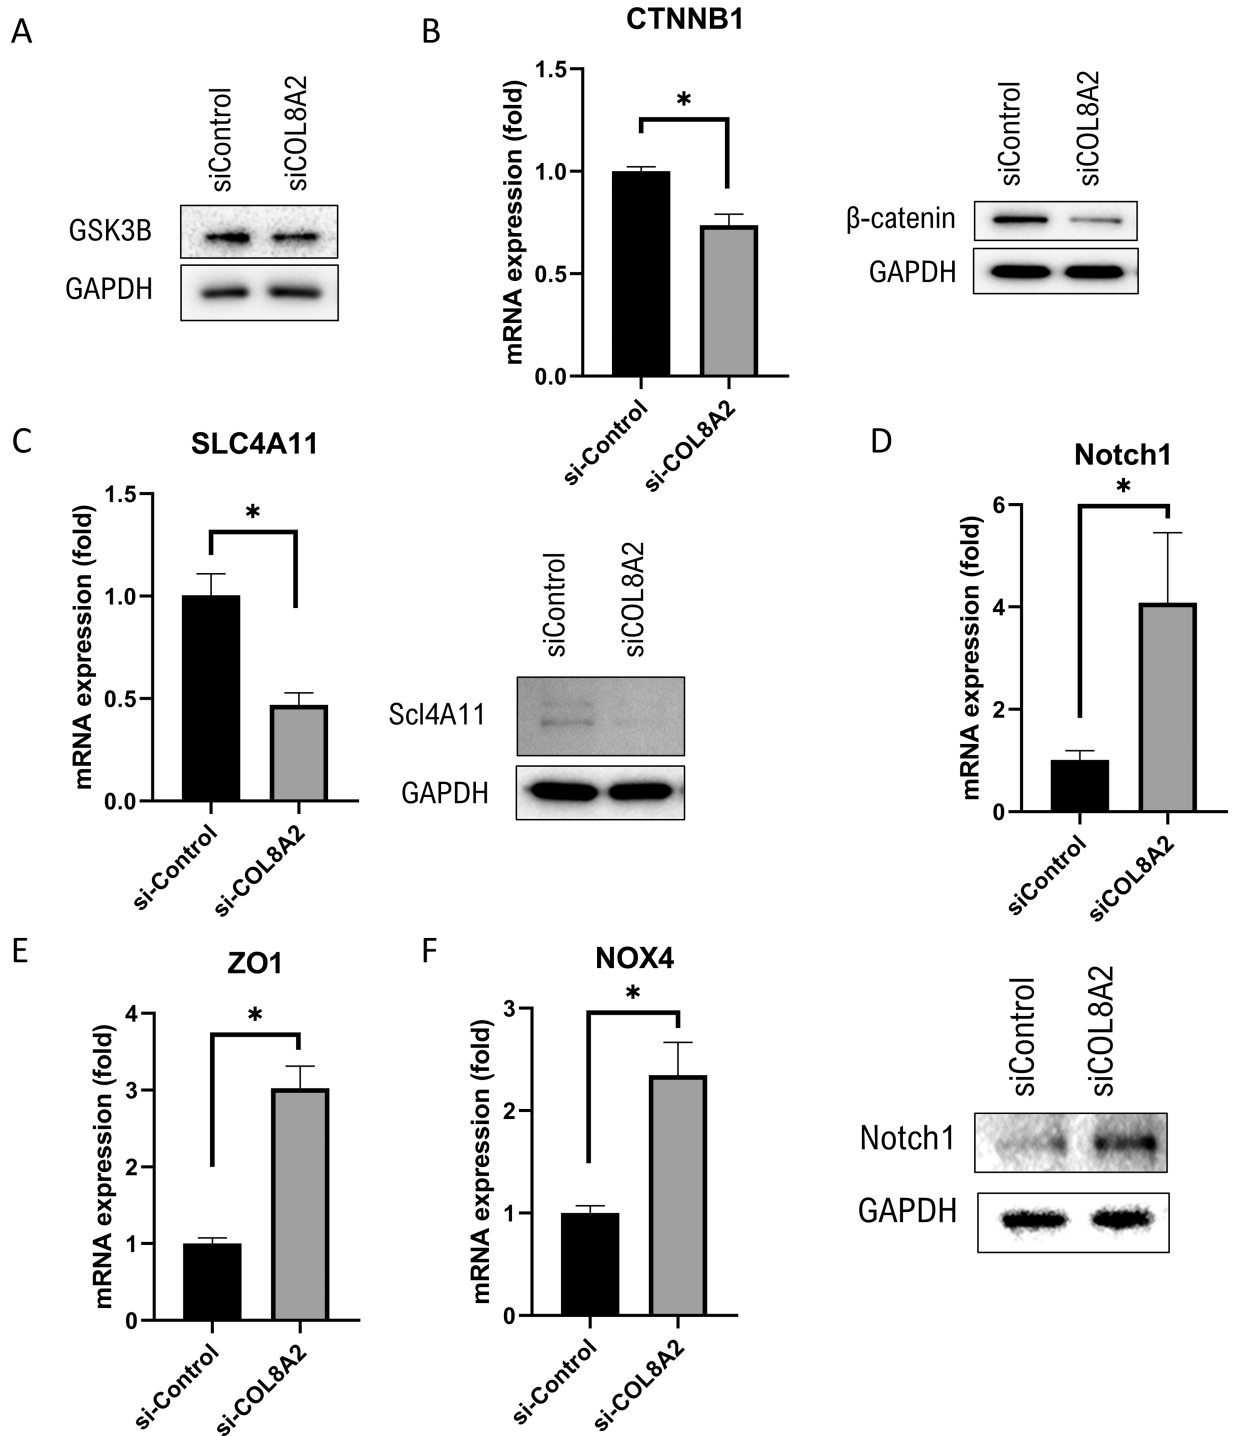 A
siControl
siCOL8A2
GSK3B
GAPDH
B
CTNNB1
mRNA expression (fold)
1.5
1.0
0.5
0.0
*
si-Control
si-COL8A2
siControl
siCOL8A2
β-catenin
GAPDH
C
SLC4A11
mRNA expression (fold)
1.5
1.0
0.5
0.0
*
si-Control
si-COL8A2
siControl
siCOL8A2
Scl4A11
GAPDH
D
Notch1
mRNA expression (fold)
6
4
2
0
*
siControl
siCOL8A2
siControl
siCOL8A2
Notch1
GAPDH
E
ZO1
mRNA expression (fold)
4
3
2
1
0
*
si-Control
si-COL8A2
F
NOX4
mRNA expression (fold)
3
2
1
0
*
si-Control
si-COL8A2